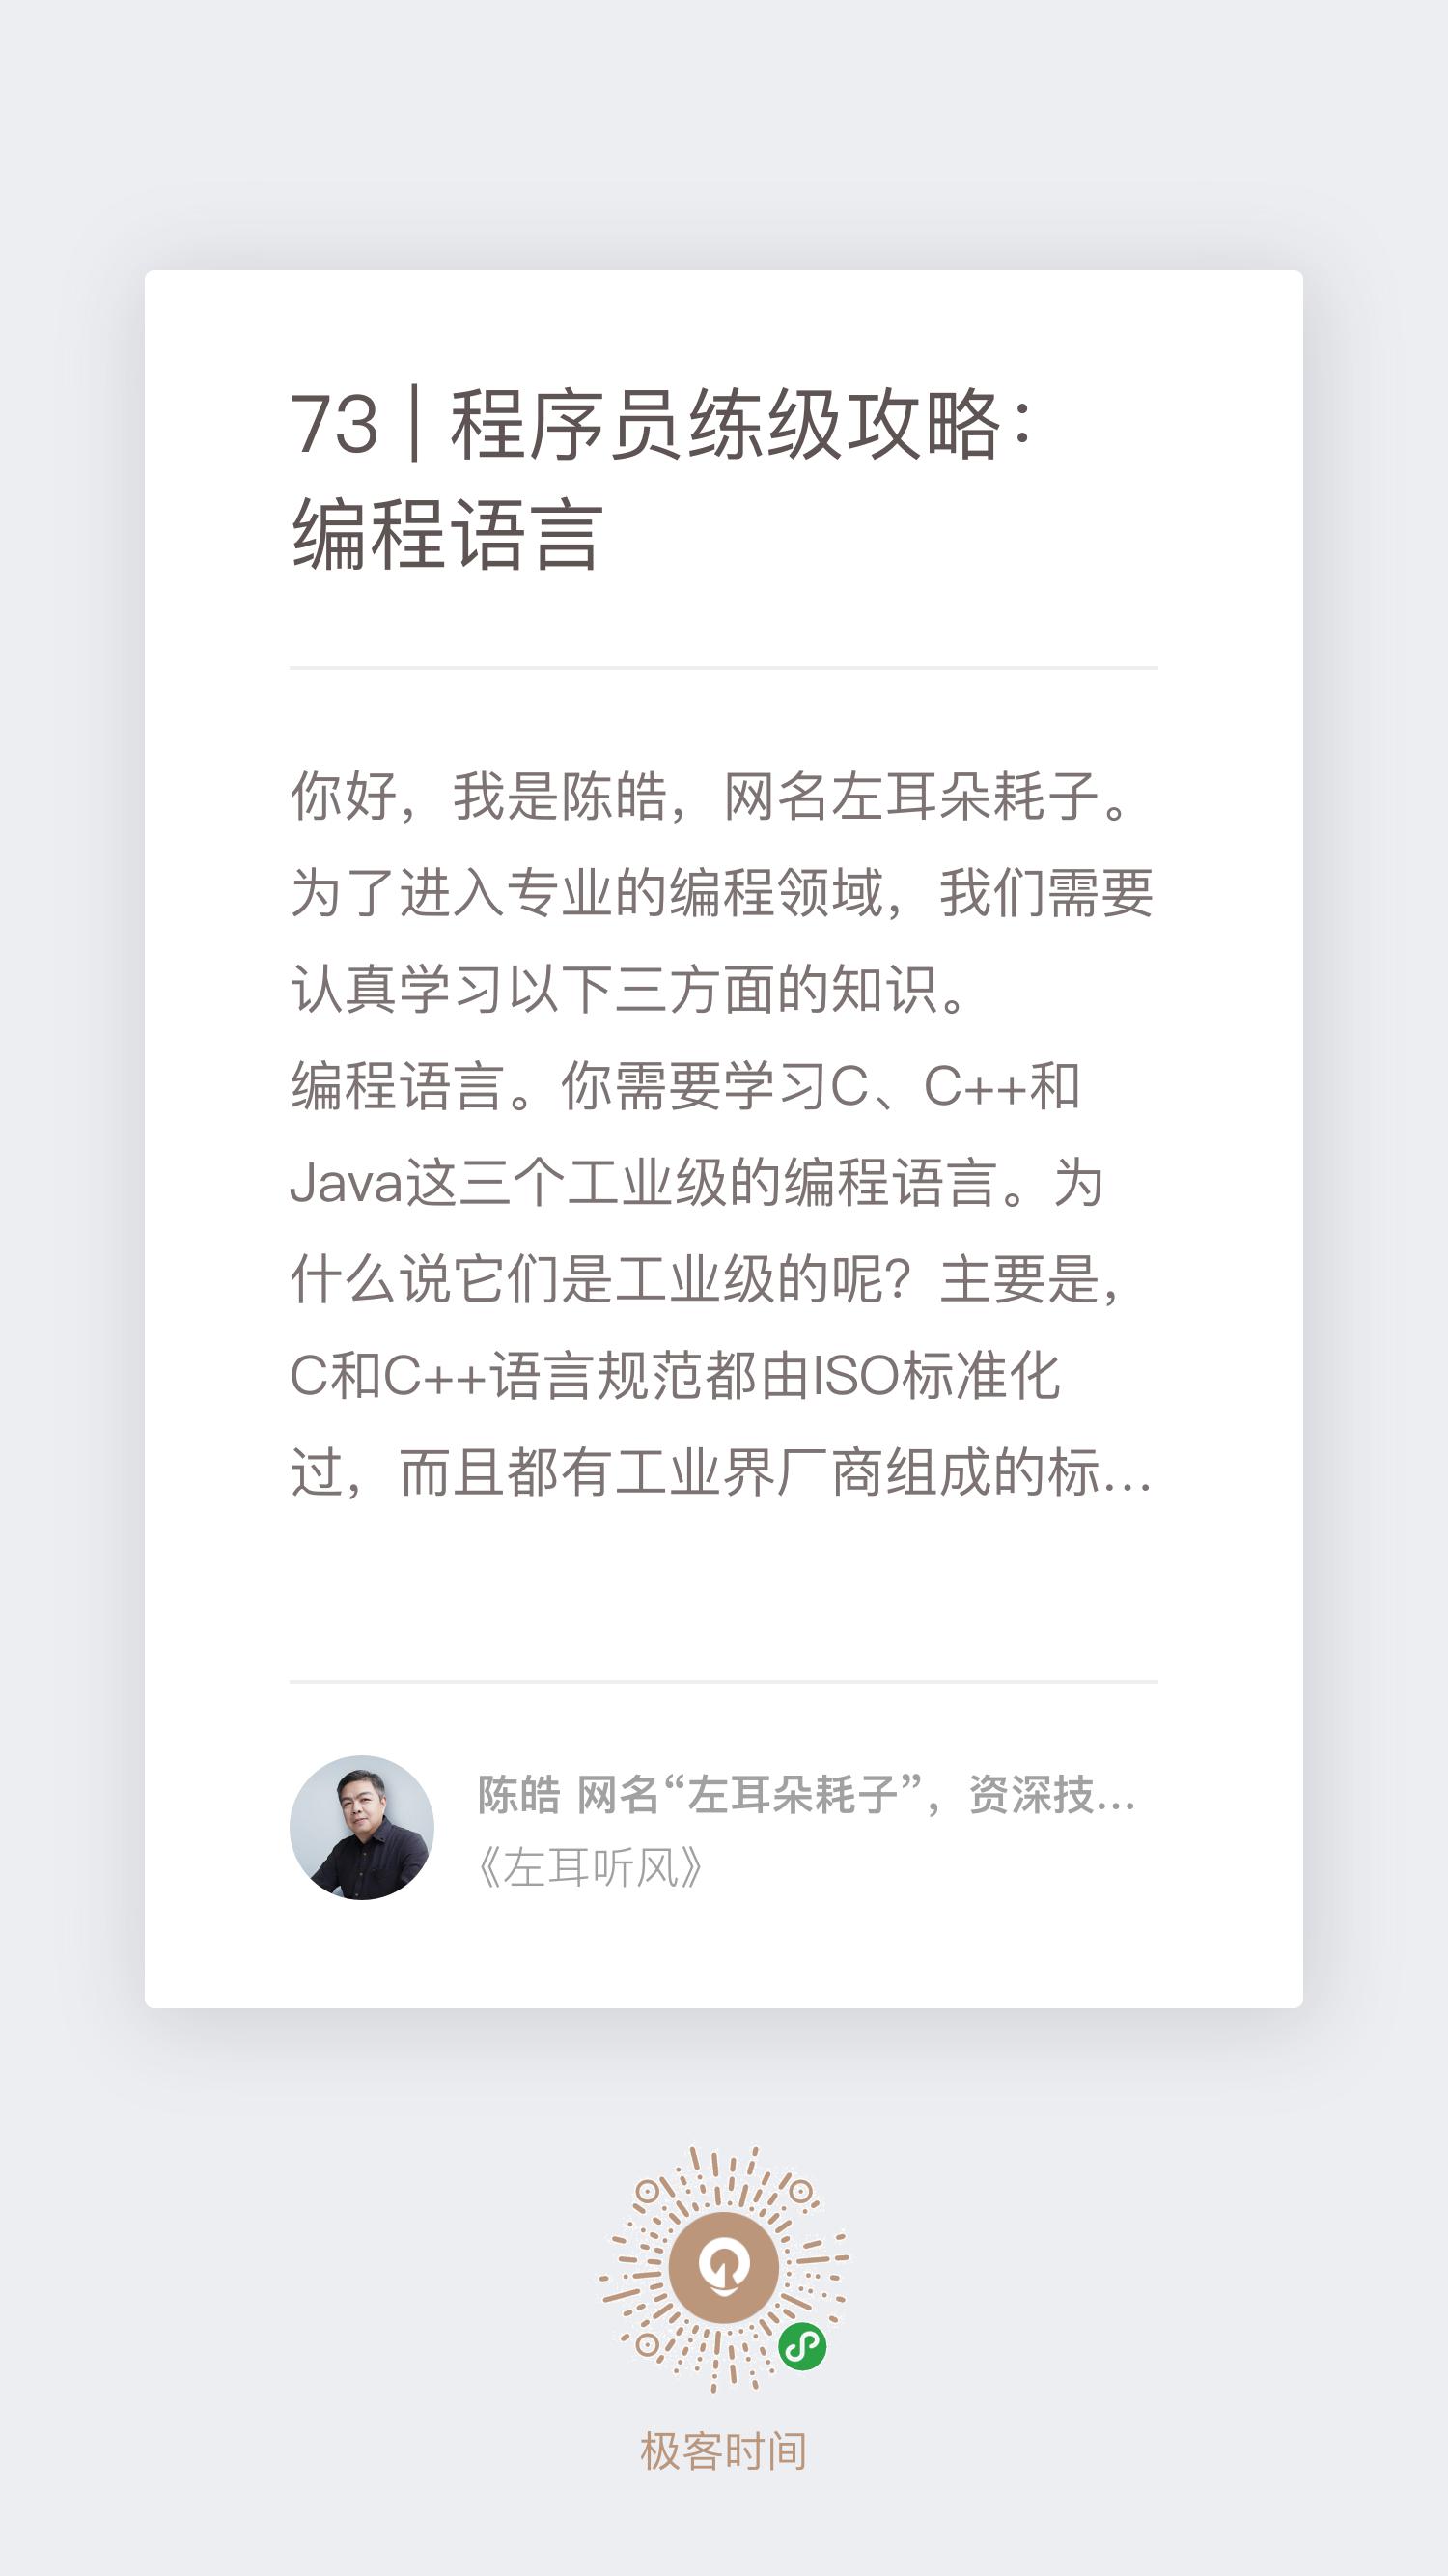 73 | 程序员练级攻略：
编程语言
你好，我是陈皓，网名左耳朵耗子。
为了进入专业的编程领域，我们需要
认真学习以下三方面的知识。
编程语言。你需要学习C、C++和
Java这三个工业级的编程语言。为
什么说它们是工业级的呢？主要是，
C和C++语言规范都由ISO标准化
过，而且都有工业界厂商组成的标...
陈皓 网名“左耳朵耗子”，资深技...
《左耳听风》
极客时间